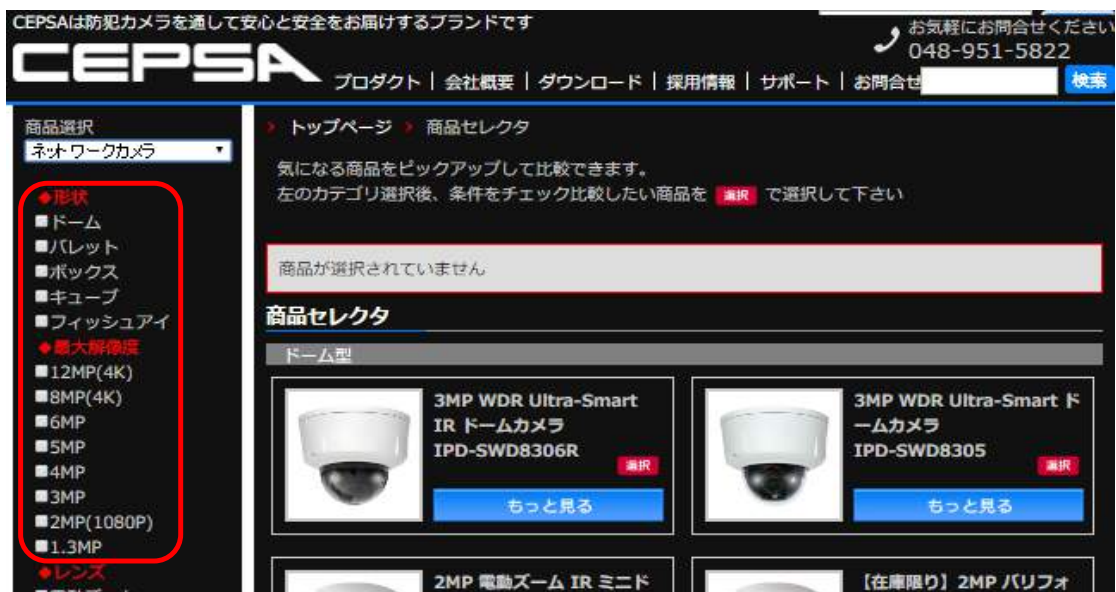 CEPSAは防犯カメラを通して安心と安全をお届けするブランドです
お気軽にお問合せください
048-951-5822
CEPSA
プロダクト | 会社概要 | ダウンロード | 採用情報 | サポート | お問合せ
検索
商品選択
ネットワークカメラ
◆形状
ドーム
バレット
ボックス
キューブ
フィッシュアイ
◆最大解像度
12MP(4K)
8MP(4K)
6MP
5MP
4MP
3MP
2MP(1080P)
1.3MP
◆レンズ
トップページ 商品セレクタ
気になる商品をピックアップして比較できます。
左のカテゴリ選択後、条件をチェック比較したい商品を 選択 で選択して下さい
商品が選択されていません
商品セレクタ
ドーム型
3MP WDR Ultra-Smart
IR ドームカメラ
IPD-SWD8306R
選択
もっと見る
3MP WDR Ultra-Smart ド
ームカメラ
IPD-SWD8305
選択
もっと見る
2MP 電動ズーム IR ミニド
【在庫限り】2MP バリフォ